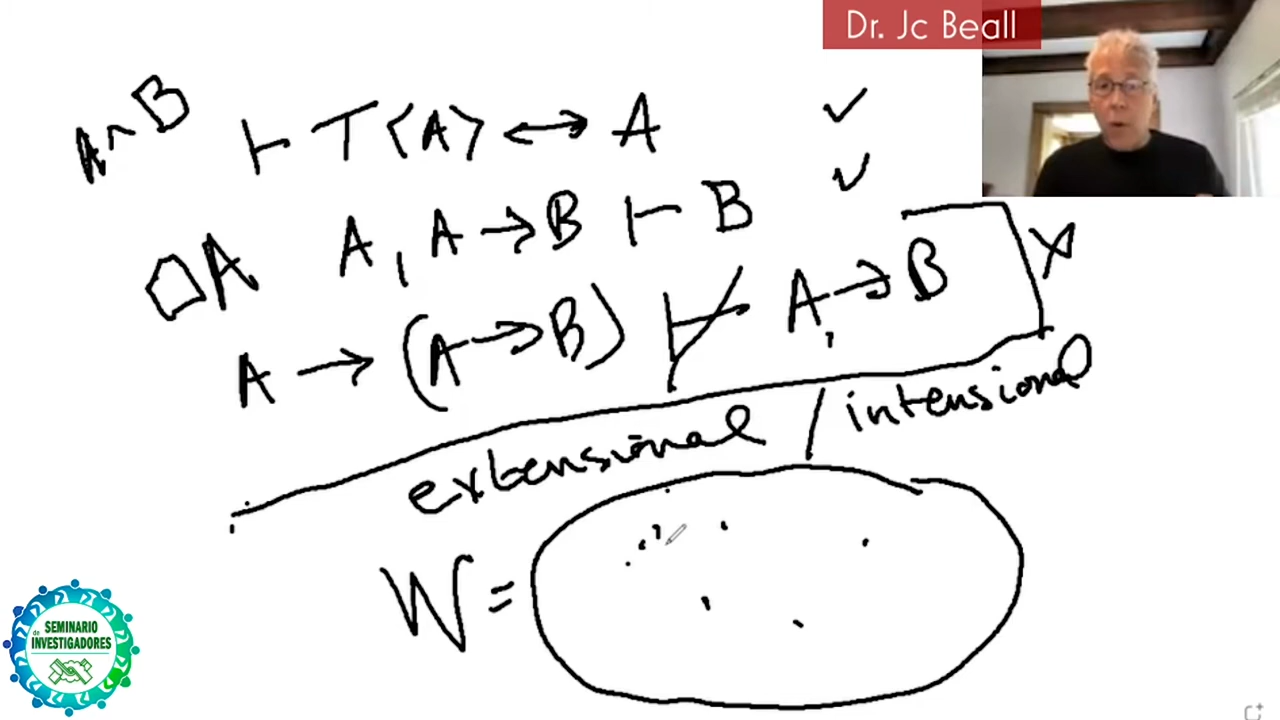 Dr. Jc Beall
A ∧ B
⊢ T⟨A⟩ ↔ A ✓
A, A → B ⊢ B ✓
□A
A → (A → B) ⊬ A → B X
extensional / intensional
W =
SEMINARIO
de
INVESTIGADORES